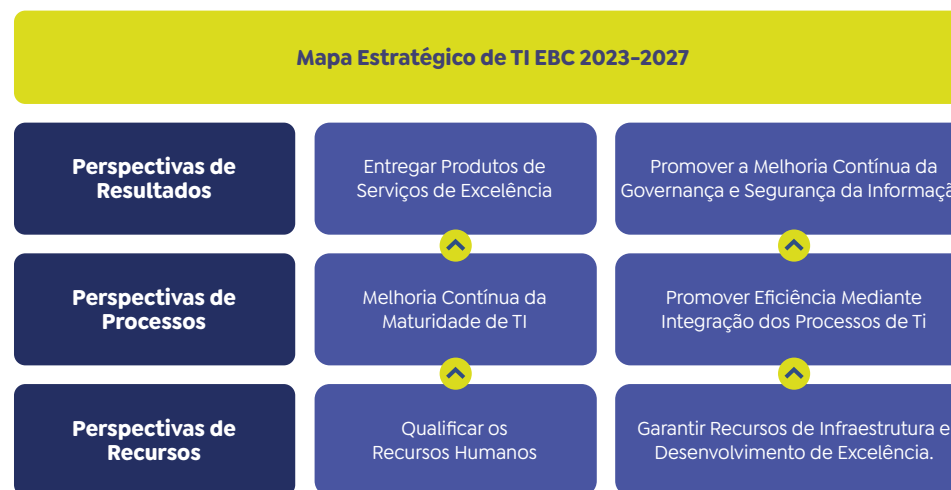 Mapa Estratégico de TI EBC 2023-2027
Perspectivas de
Resultados
Entregar Produtos de
Serviços de Excelência
Promover a Melhoria Contínua da
Governança e Segurança da
Perspectivas de
Processos
Melhoria Contínua da
Maturidade de TI
Promover Eficiência Mediante
Integração dos Processos de Ti
Perspectivas de
Recursos
Qualificar os
Recursos Humanos
Garantir Recursos de Infraestrutura e
Desenvolvimento de Excelência.